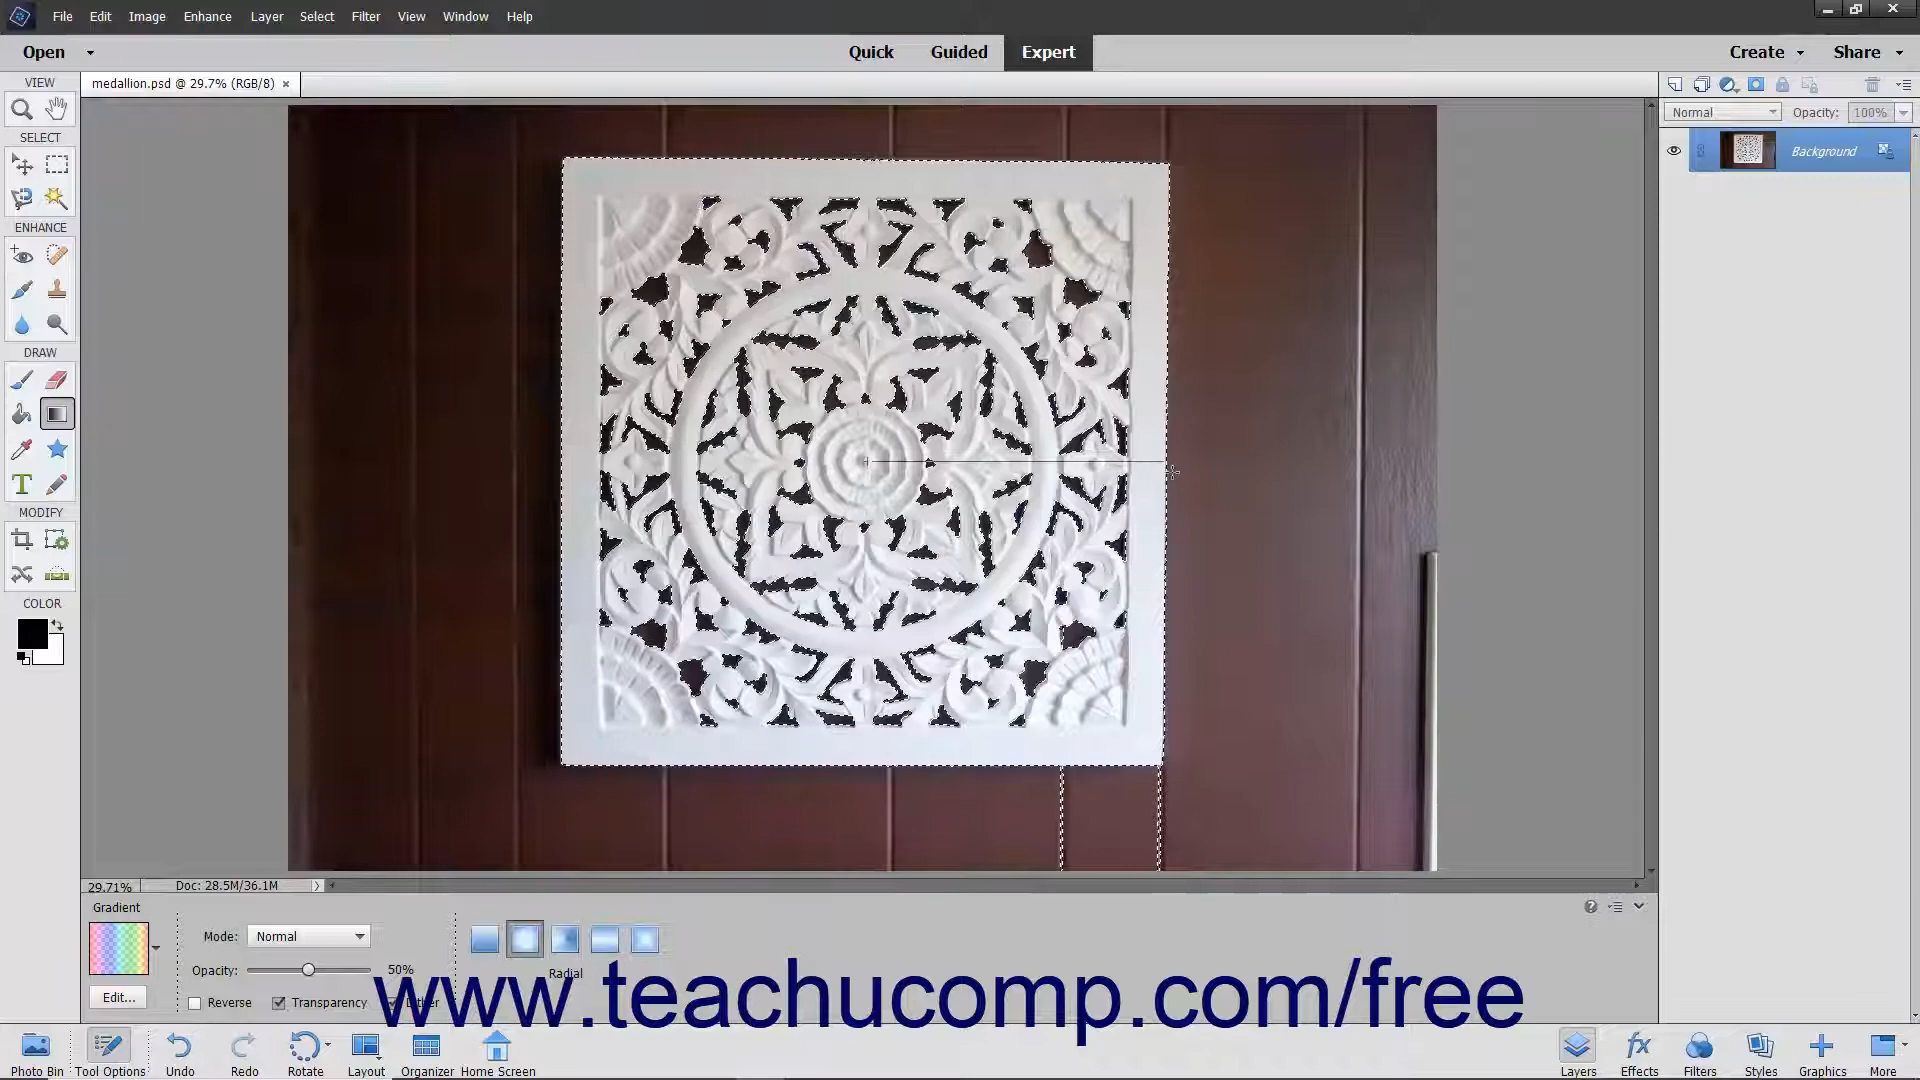 File Edit Image Enhance Layer Select Filter View Window Help
Open Quick Guided Expert Create Share
medallion.psd @ 29.7% (RGB/8) ×
VIEW
SELECT
ENHANCE
DRAW
MODIFY
COLOR
Normal Opacity: 100%
Background
29.71% Doc: 28.5M/36.1M
Gradient
Mode: Normal
Opacity: 50%
Radial
Edit... Reverse Transparency Dither
www.teachucomp.com/free
Photo Bin Tool Options Undo Redo Rotate Layout Organizer Home Screen Layers Effects Filters Styles Graphics More